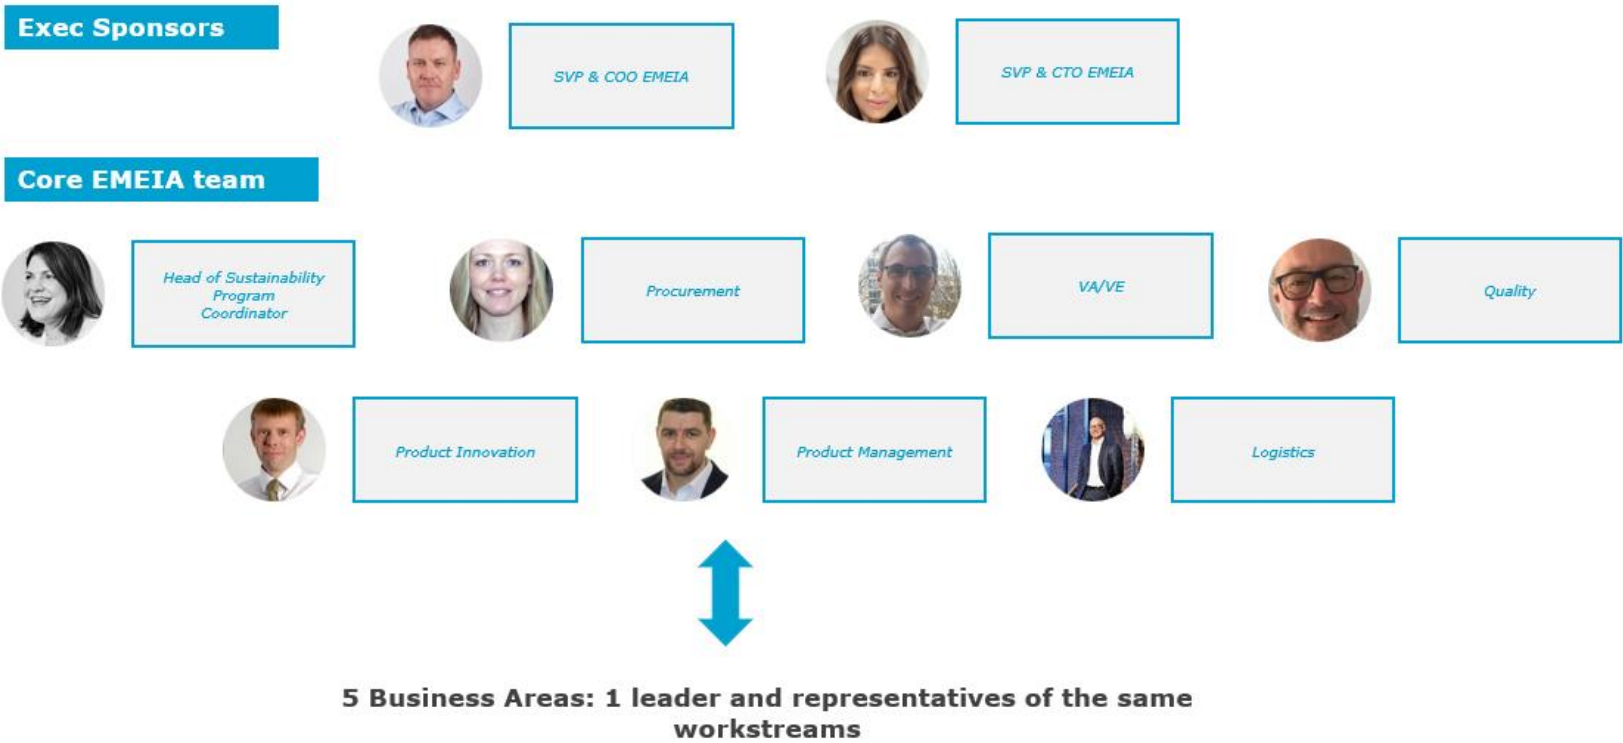 Exec Sponsors
SVP & COO EMEIA
SVP & CTO EMEIA
Core EMEIA team
Head of Sustainability
Program
Coordinator
Procurement
VA/VE
Quality
Product Innovation
Product Management
Logistics
5 Business Areas: 1 leader and representatives of the same
workstreams